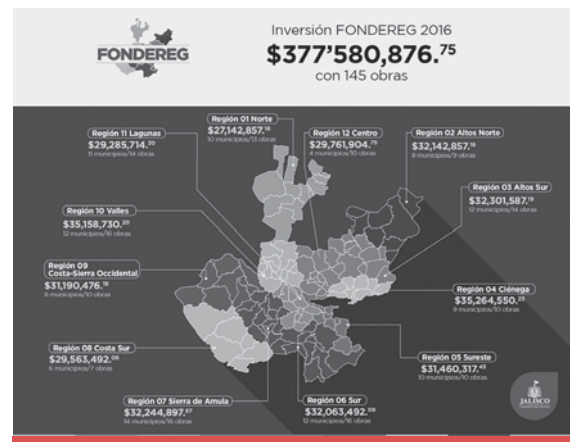 FONDEREG
Inversión FONDEREG 2016
$377'580,876.75
con 145 obras
Región 01 Norte
$27,142,857.16
10 municipios/13 obras
Región 11 Lagunas
$29,285,714.30
8 municipios/14 obras
Región 12 Centro
$29,761,904.75
4 municipios/10 obras
Región 02 Altos Norte
$32,142,857.16
8 municipios/9 obras
Región 03 Altos Sur
$32,301,587.19
12 municipios/14 obras
Región 10 Valles
$35,158,730.20
12 municipios/16 obras
Región 09
Costa-Sierra Occidental
$31,190,476.19
8 municipios/10 obras
Región 04 Ciénega
$35,264,550.23
9 municipios/10 obras
Región 08 Costa Sur
$29,563,492.06
6 municipios/7 obras
Región 05 Sureste
$31,460,317.45
10 municipios/10 obras
Región 07 Sierra de Amula
$32,244,897.97
14 municipios/16 obras
Región 06 Sur
$32,063,492.09
12 municipios/16 obras
JALISCO